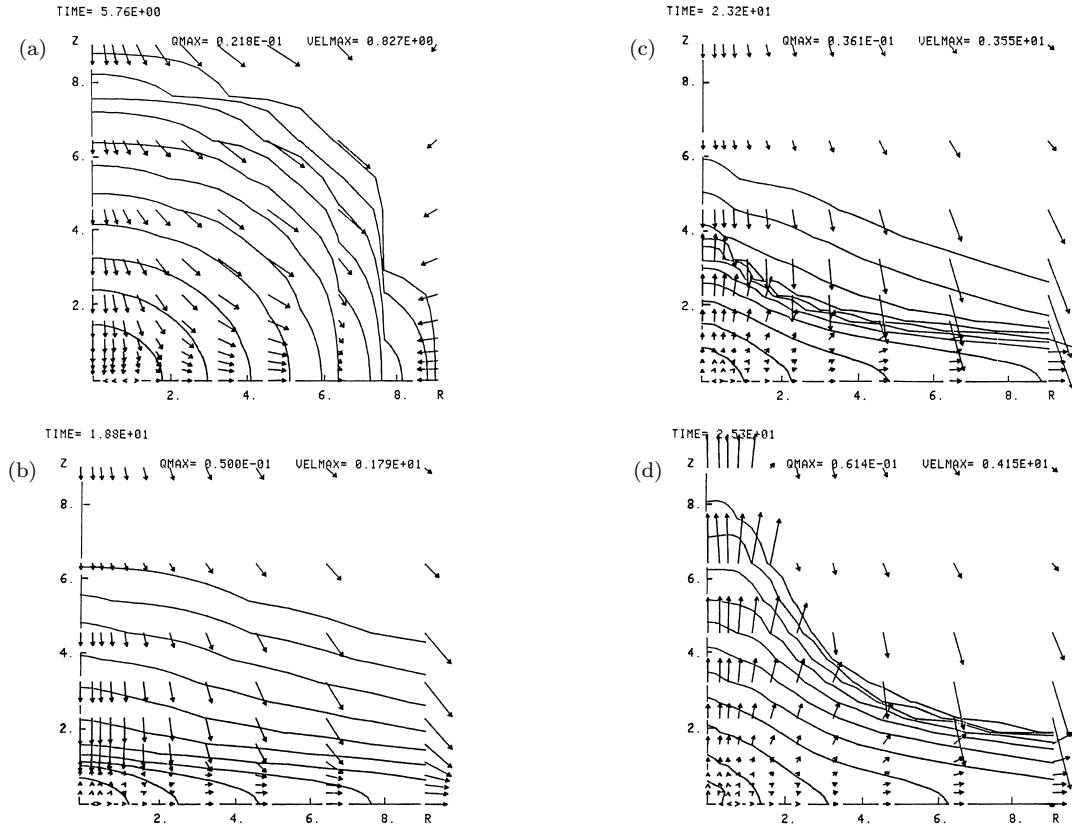 TIME= 5.76E+00
(a)
Z
QMAX= 0.218E-01 VELMAX= 0.827E+00
8.
6.
4.
2.
2. 4. 6. 8. R
TIME= 1.88E+01
(b)
Z
QMAX= 0.500E-01 VELMAX= 0.179E+01
8.
6.
4.
2.
2. 4. 6. 8. R
TIME= 2.32E+01
(c)
Z
QMAX= 0.361E-01 VELMAX= 0.355E+01
8.
6.
4.
2.
2. 4. 6. 8. R
TIME= 2.53E+01
(d)
Z
QMAX= 0.614E-01 VELMAX= 0.415E+01
8.
6.
4.
2.
2. 4. 6. 8. R